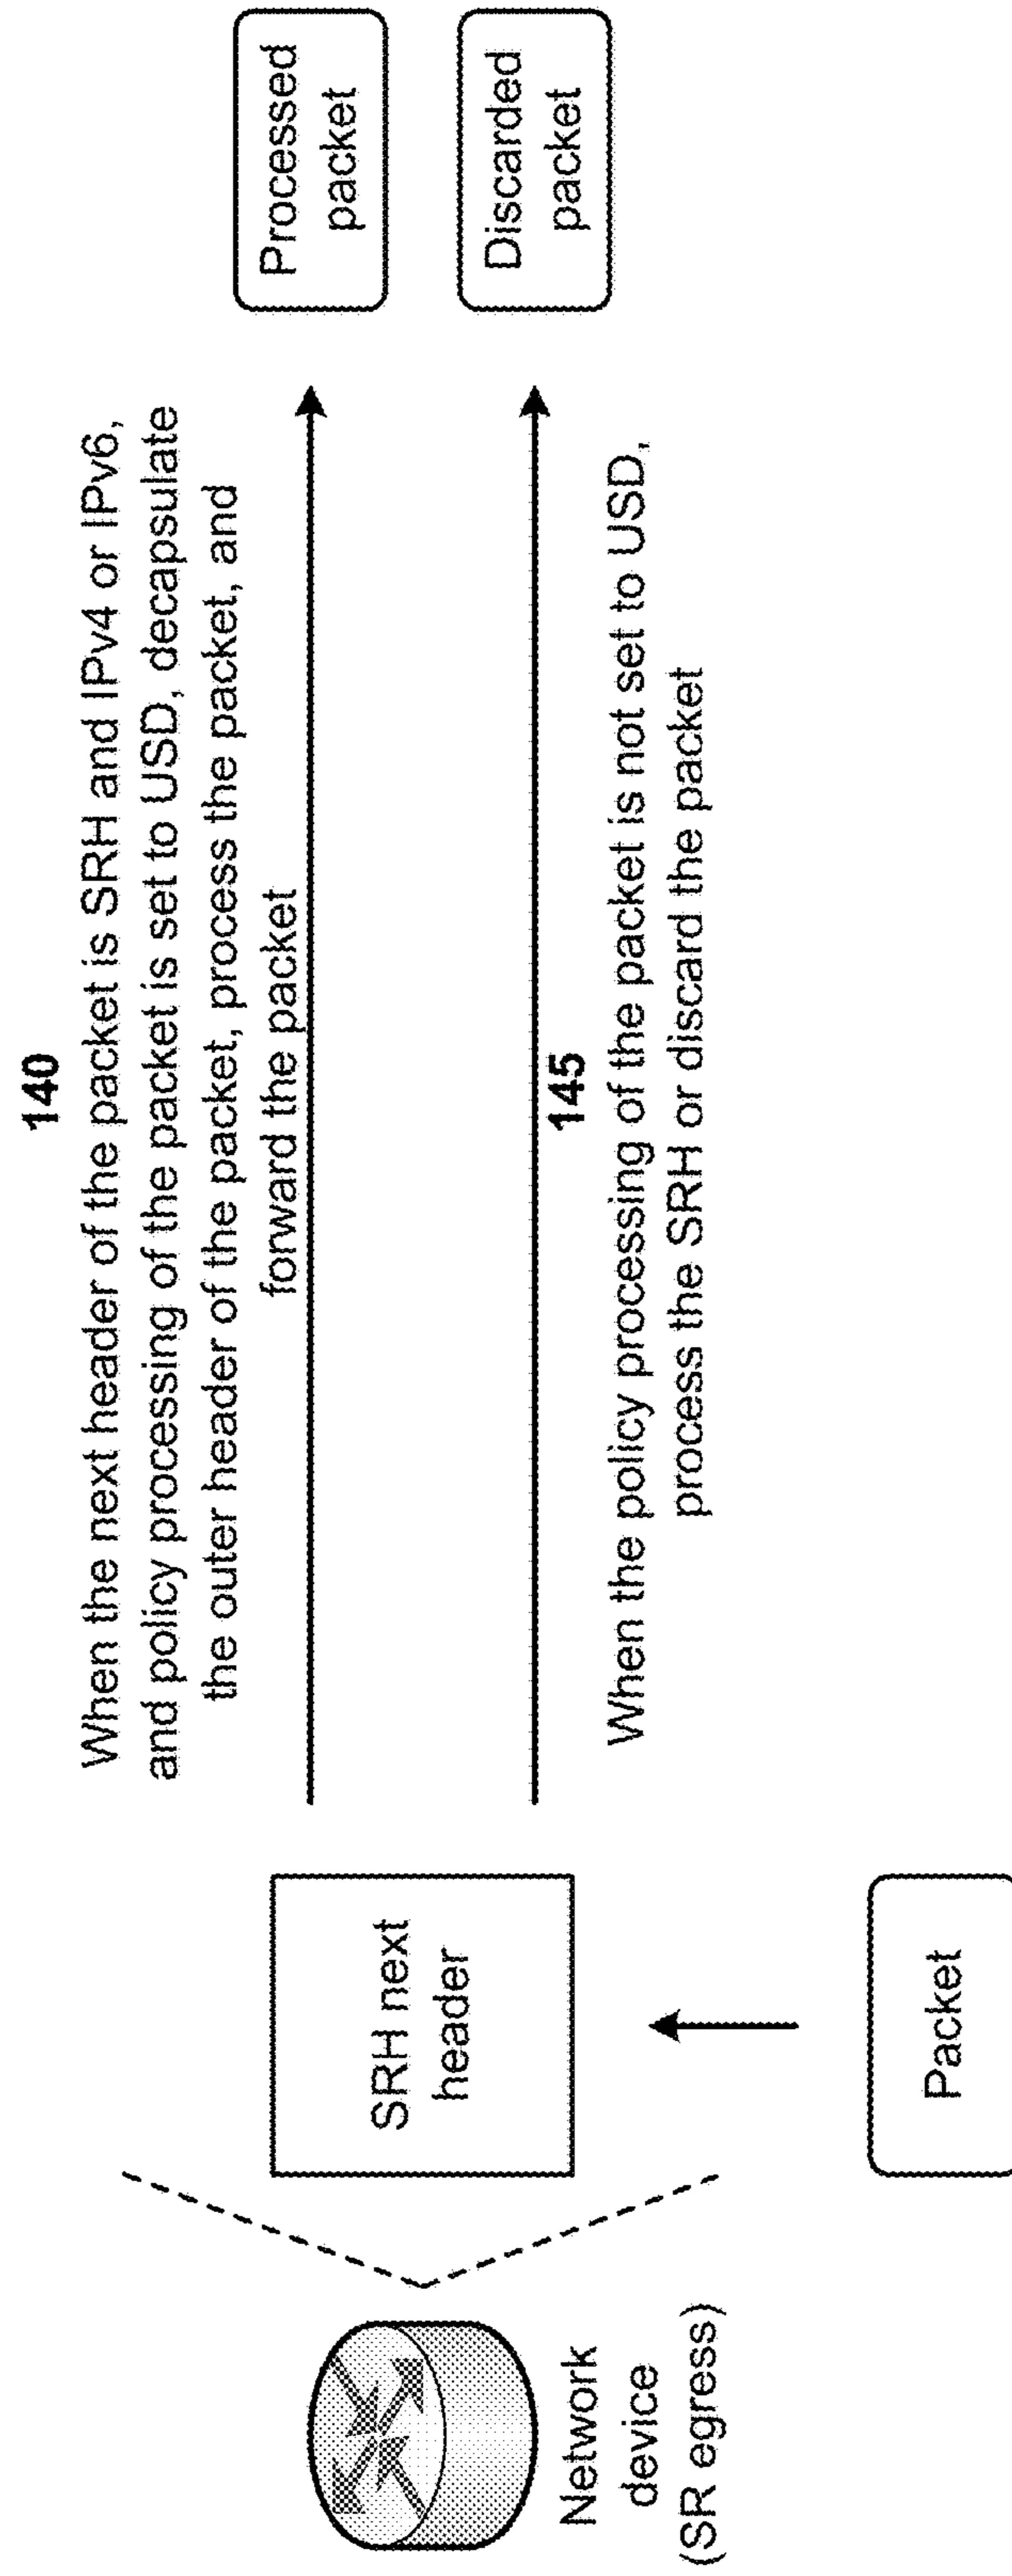 140
When the next header of the packet is SRH and IPv4 or IPv6,
and policy processing of the packet is set to USD, decapsulate
the outer header of the packet, process the packet, and
forward the packet
Processed
packet
SRH next
header
Network
device
(SR egress)
145
When the policy processing of the packet is not set to USD,
process the SRH or discard the packet
Discarded
packet
Packet